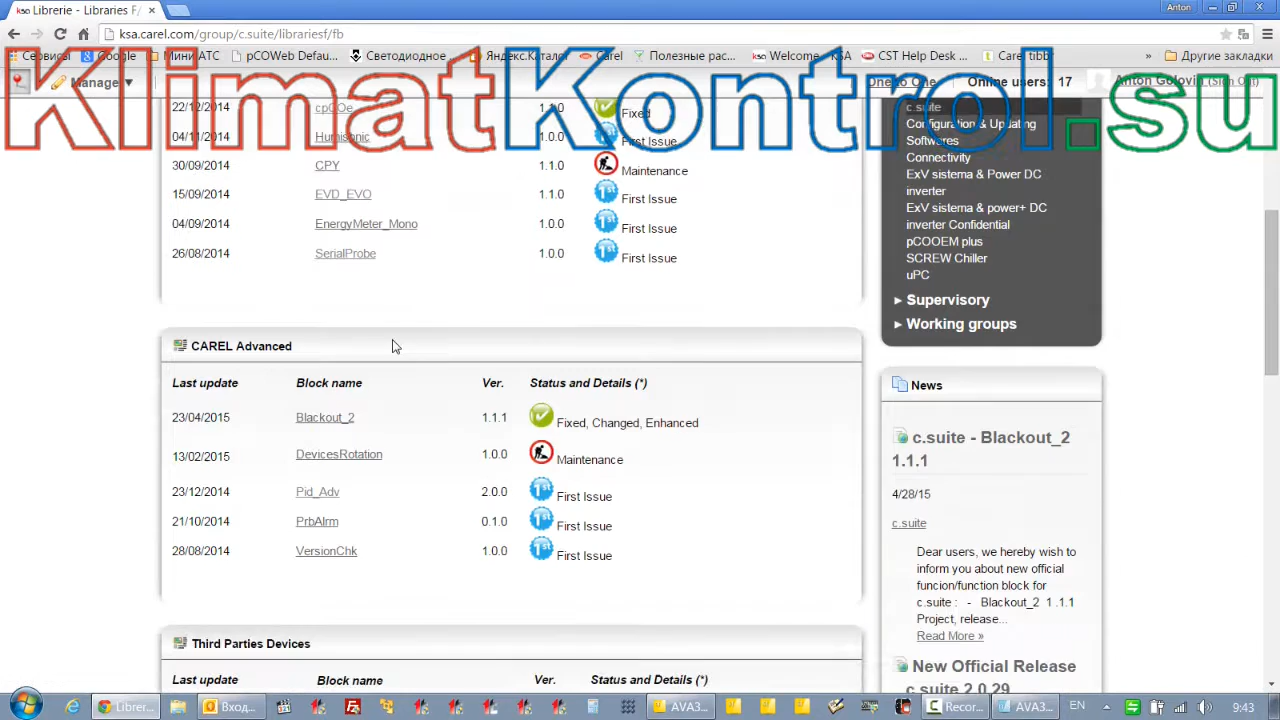 Librerie - Libraries F/
Anton
ksa.carel.com/group/c.suite/librariesf/fb
Сервисы
Google
Мини АТС
pCOWeb Defau...
Светодиодное
Яндекс.Каталог
Carel
Полезные рас...
Welcome - KSA
CST Help Desk
Carel tibbi
»
Другие закладки
KlimatKontrol.su
Manage
One to One
Online users: 17
Anton Golovin (Sign Out)
22/12/2014 cpCOe 1.1.0 Fixed
04/11/2014 Humisonic 1.0.0 First Issue
30/09/2014 CPY 1.1.0 Maintenance
15/09/2014 EVD_EVO 1.1.0 First Issue
04/09/2014 EnergyMeter_Mono 1.0.0 First Issue
26/08/2014 SerialProbe 1.0.0 First Issue
CAREL Advanced
Last update Block name Ver. Status and Details (*)
23/04/2015 Blackout_2 1.1.1 Fixed, Changed, Enhanced
13/02/2015 DevicesRotation 1.0.0 Maintenance
23/12/2014 Pid_Adv 2.0.0 First Issue
21/10/2014 PrbAlrm 0.1.0 First Issue
28/08/2014 VersionChk 1.0.0 First Issue
Third Parties Devices
Last update Block name Ver. Status and Details (*)
c.suite
Configuration & Updating
Softwares
Connectivity
ExV sistema & Power DC
inverter
ExV sistema & power+ DC
inverter Confidential
pCOOEM plus
SCREW Chiller
uPC
Supervisory
Working groups
News
c.suite - Blackout_2
1.1.1
4/28/15
c.suite
Dear users, we hereby wish to
inform you about new official
funcion/function block for
c.suite : - Blackout_2 1 .1.1
Project, release...
Read More »
New Official Release
c.suite 2.0.29
Librer...
Вход...
AVA3...
Recor...
AVA3...
EN
9:43